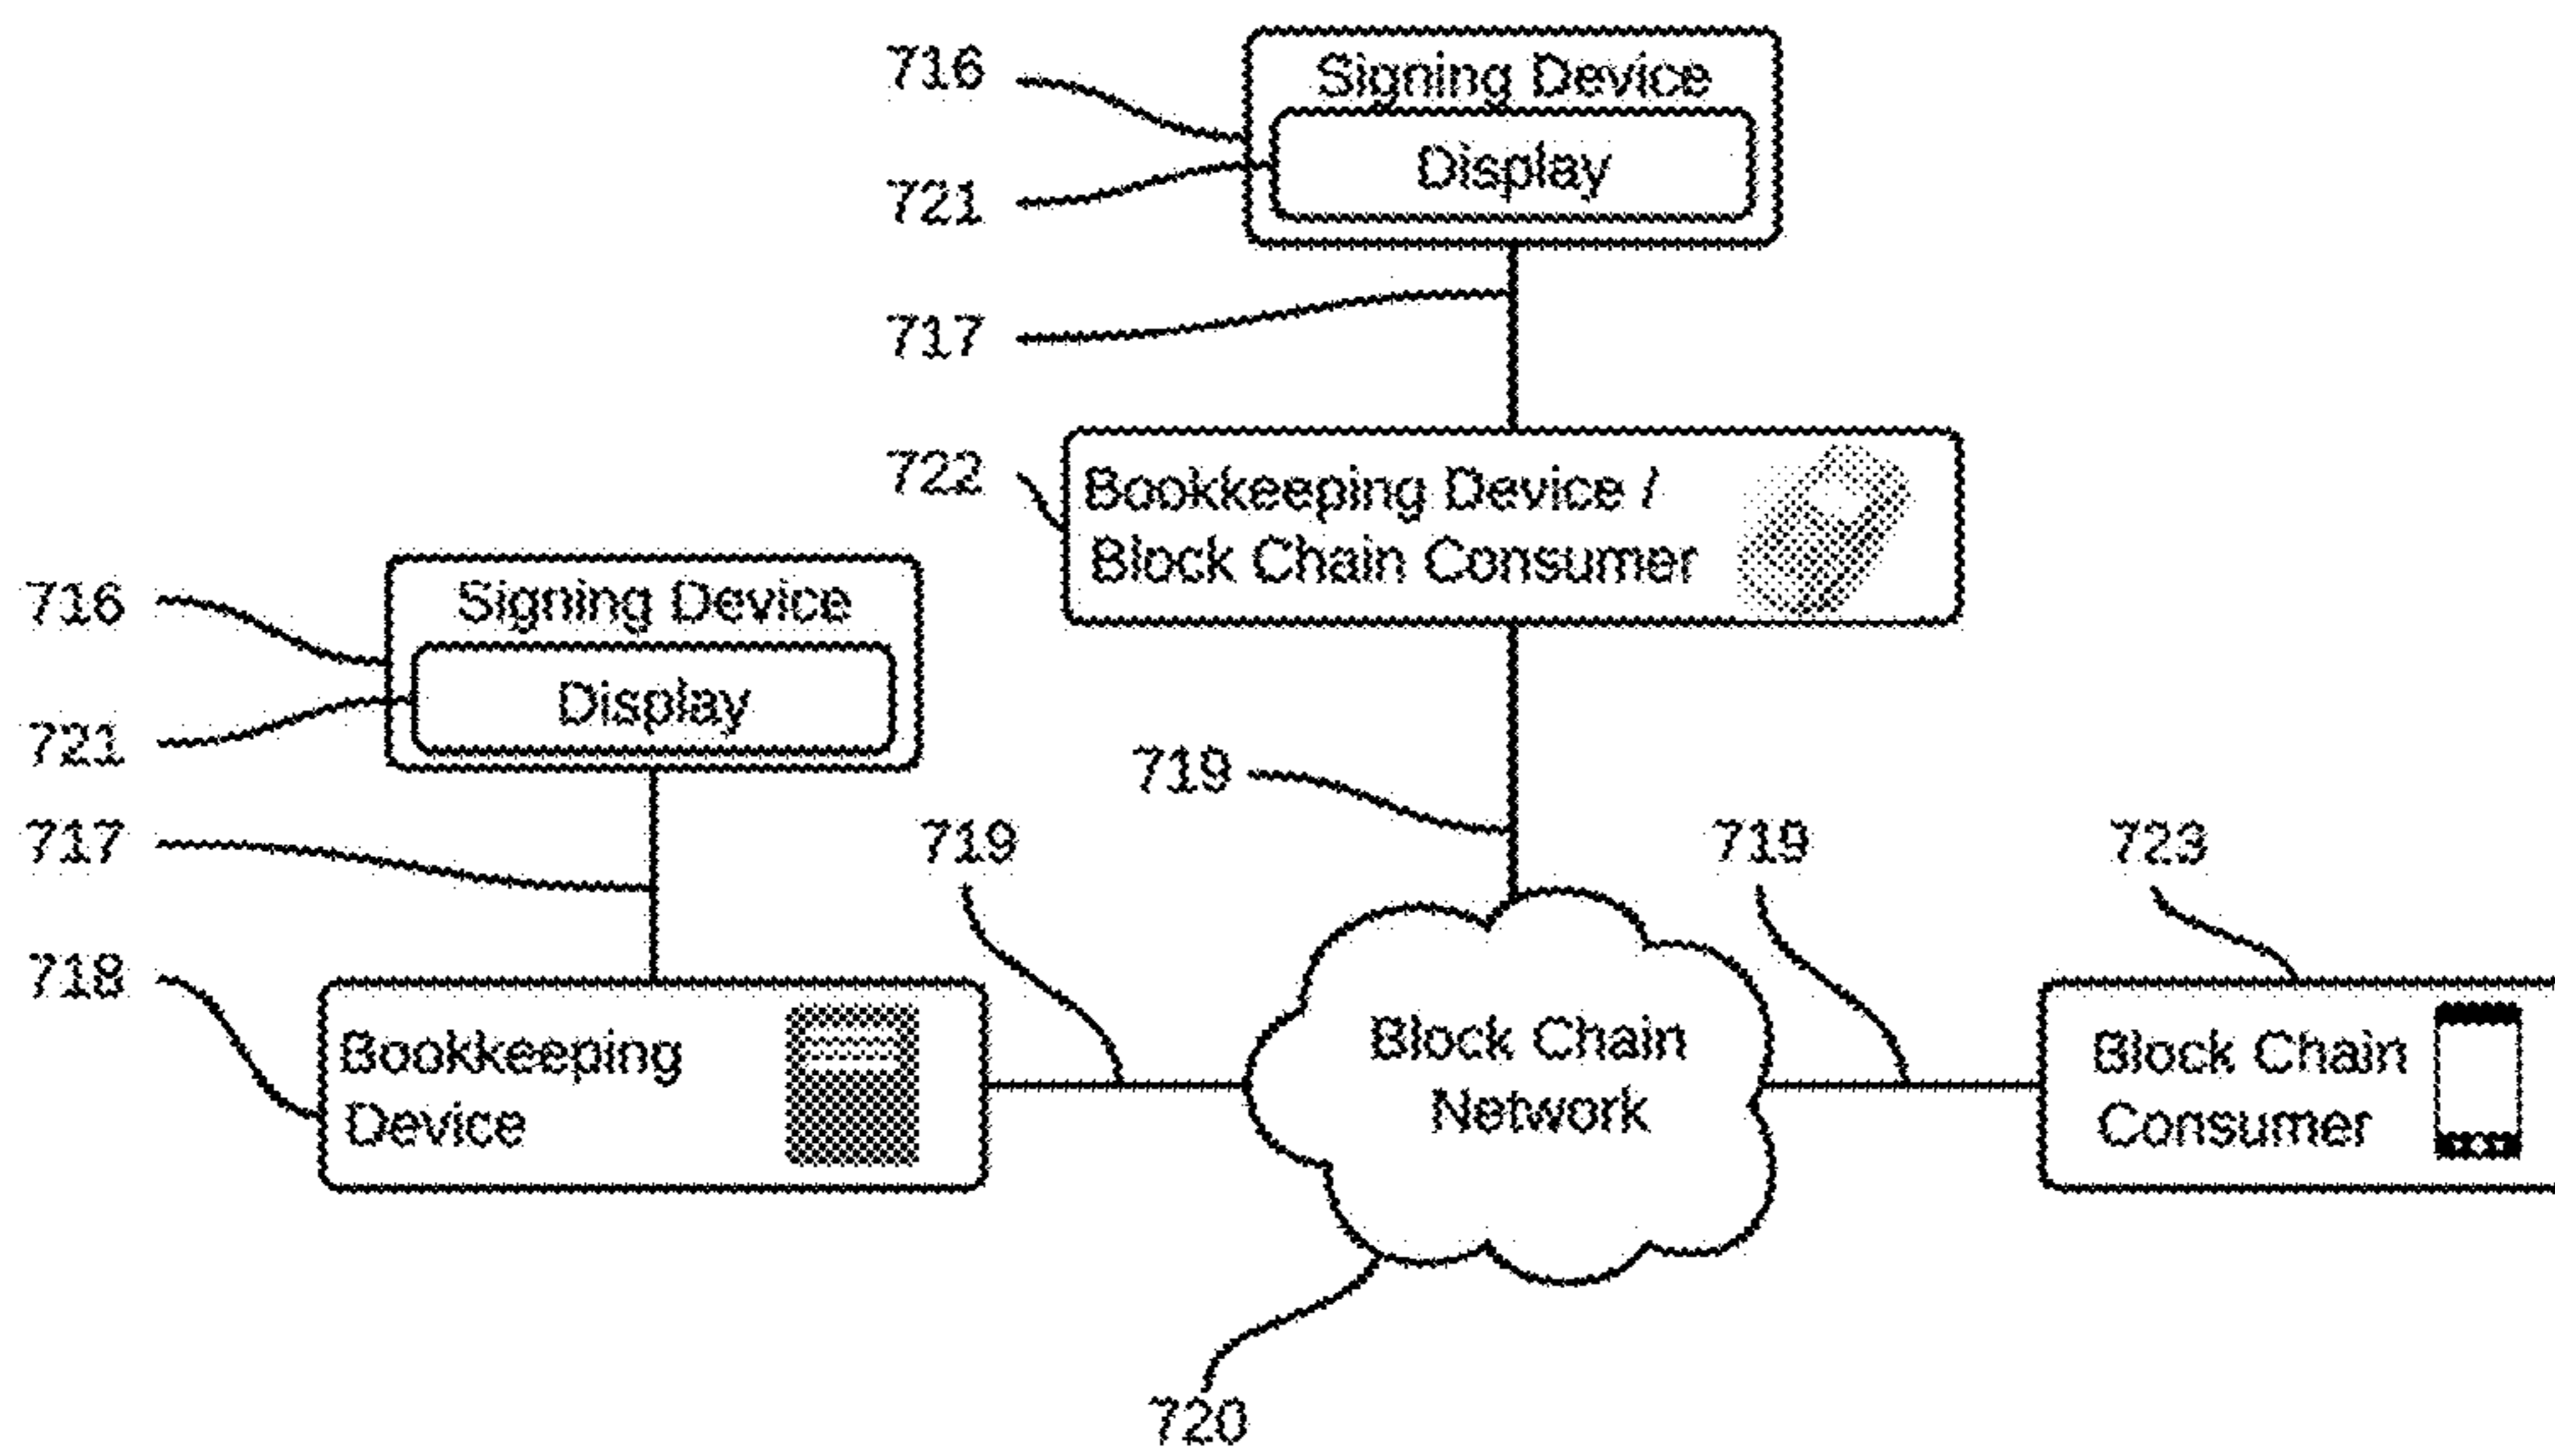 716
Signing Device
721
Display
717
722
Bookkeeping Device /
Block Chain Consumer
716
Signing Device
721
Display
717
719
719
719
723
718
Bookkeeping
Device
Block Chain
Network
Block Chain
Consumer
720